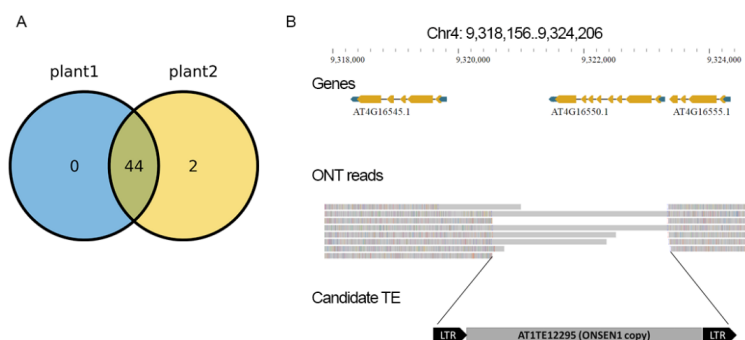 A
plant1
plant2
0
44
2
B
Chr4: 9,318,156..9,324,206
9,318,000
9,320,000
9,322,000
9,324,000
Genes
AT4G16545.1
AT4G16550.1
AT4G16555.1
ONT reads
Candidate TE
LTR
AT1TE12295 (ONSEN1 copy)
LTR